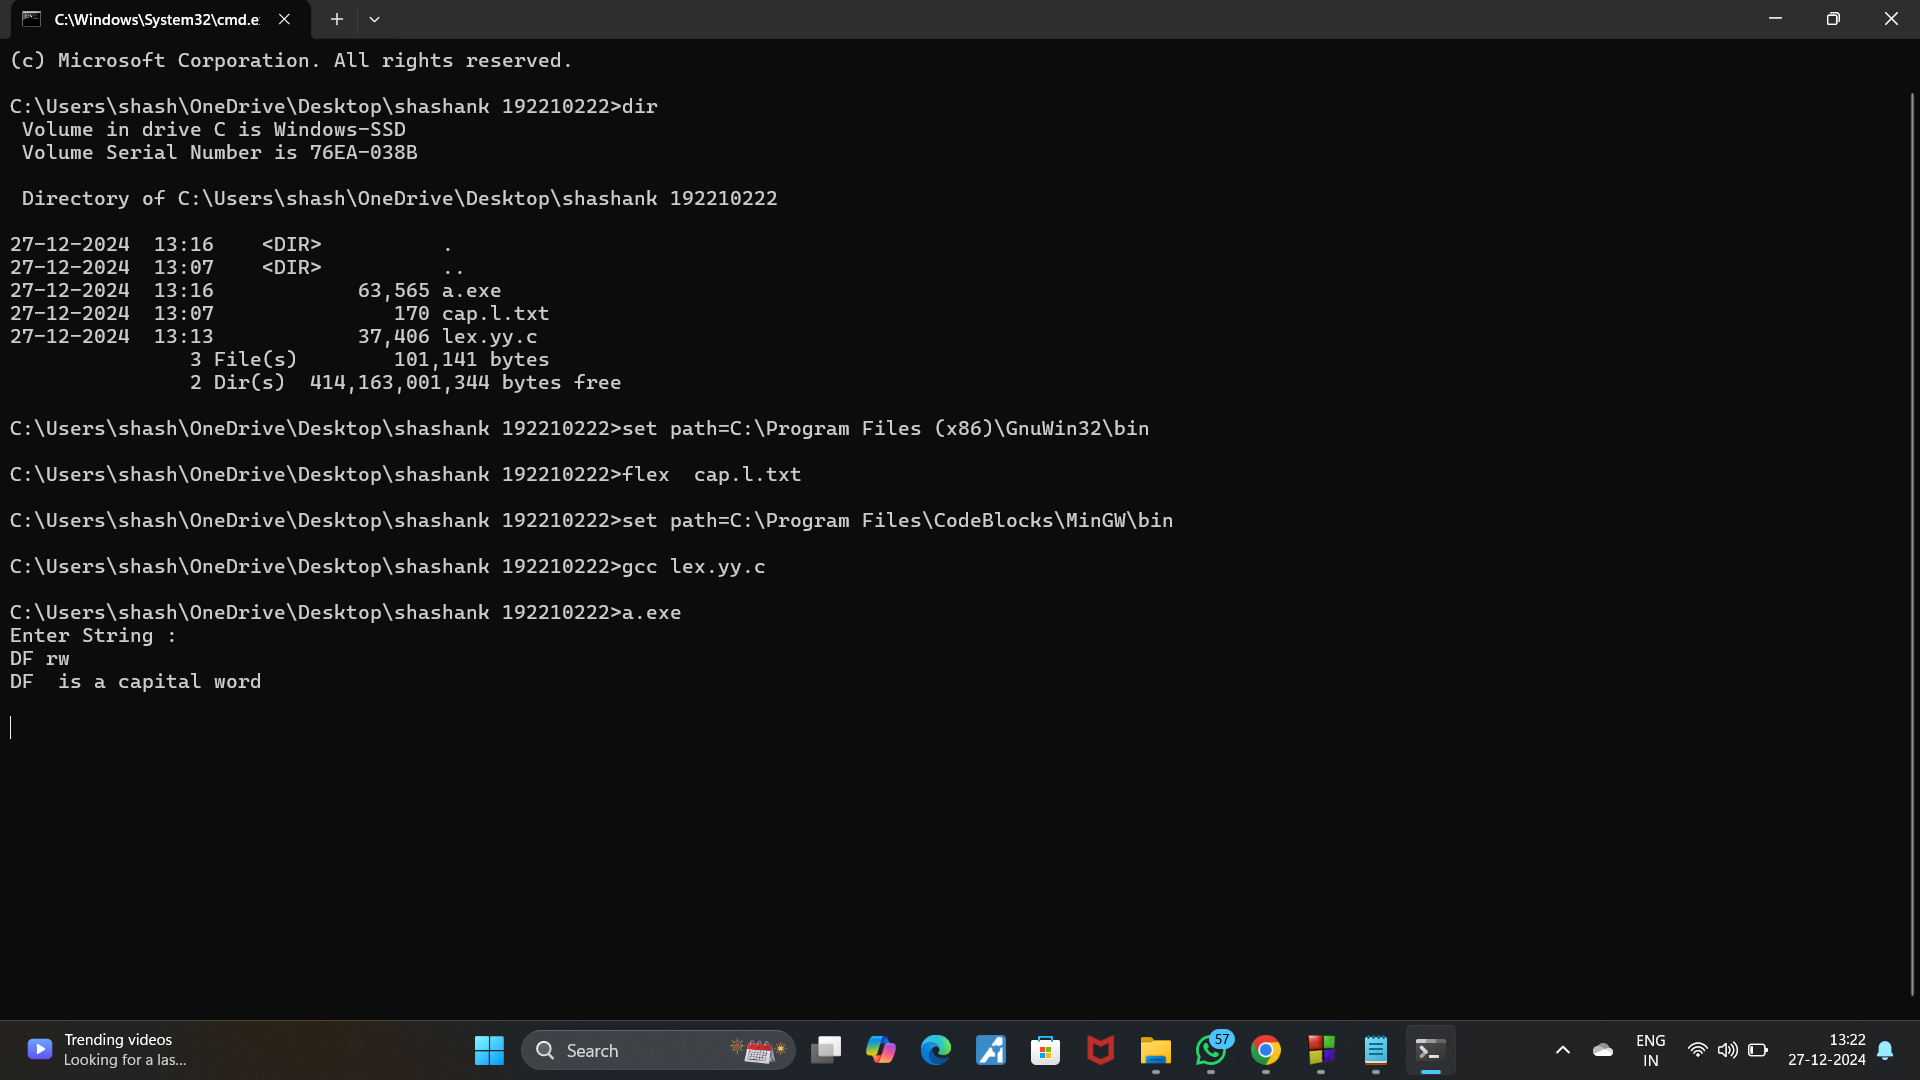 C:\Windows\System32\cmd.e
(c) Microsoft Corporation. All rights reserved.
C:\Users\shash\OneDrive\Desktop\shashank 192210222>dir
Volume in drive C is Windows-SSD
Volume Serial Number is 76EA-038B
Directory of C:\Users\shash\OneDrive\Desktop\shashank 192210222
27-12-2024  13:16    <DIR>          .
27-12-2024  13:07    <DIR>          ..
27-12-2024  13:16            63,565 a.exe
27-12-2024  13:07               170 cap.l.txt
27-12-2024  13:13            37,406 lex.yy.c
3 File(s)        101,141 bytes
2 Dir(s)  414,163,001,344 bytes free
C:\Users\shash\OneDrive\Desktop\shashank 192210222>set path=C:\Program Files (x86)\GnuWin32\bin
C:\Users\shash\OneDrive\Desktop\shashank 192210222>flex  cap.l.txt
C:\Users\shash\OneDrive\Desktop\shashank 192210222>set path=C:\Program Files\CodeBlocks\MinGW\bin
C:\Users\shash\OneDrive\Desktop\shashank 192210222>gcc lex.yy.c
C:\Users\shash\OneDrive\Desktop\shashank 192210222>a.exe
Enter String :
DF rw
DF  is a capital word
Trending videos
Looking for a las...
Search
57
ENG
IN
13:22
27-12-2024